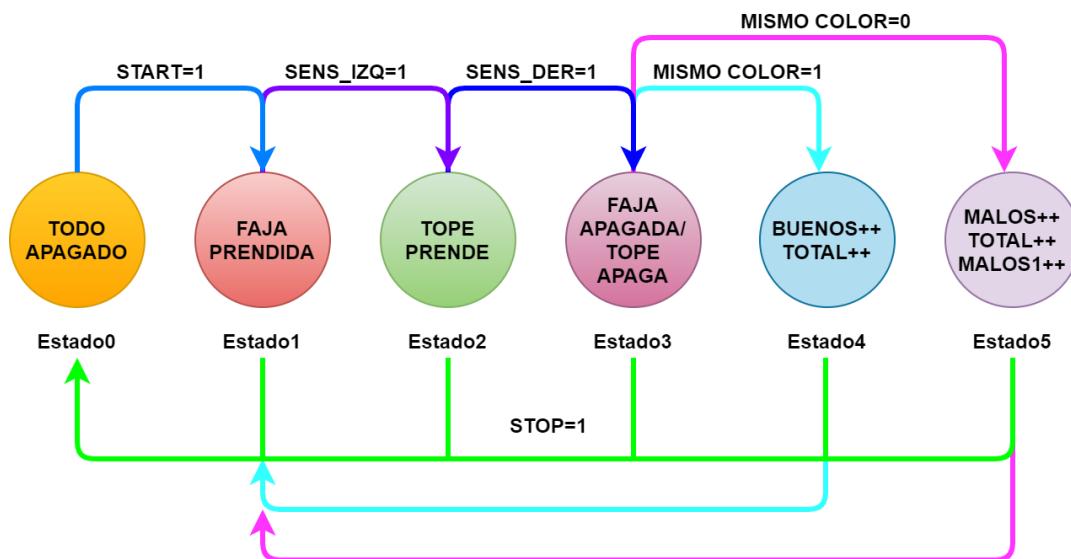 MISMO COLOR=0
START=1
SENS_IZQ=1
SENS_DER=1
MISMO COLOR=1
TODO
APAGADO
FAJA
PRENDIDA
TOPE
PRENDE
FAJA
APAGADA/
TOPE
APAGA
BUENOS++
TOTAL++
MALOS++
TOTAL++
MALOS1++
Estado0
Estado1
Estado2
Estado3
Estado4
Estado5
STOP=1